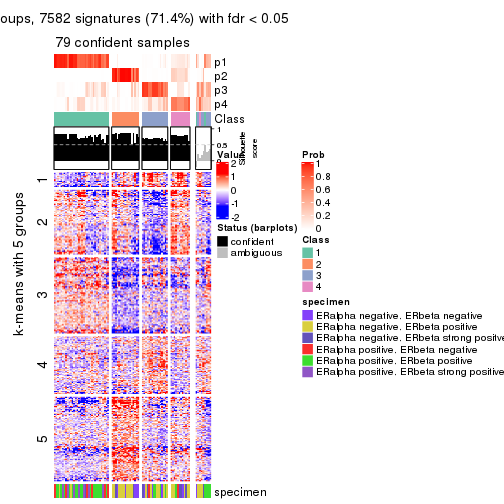 oups, 7582 signatures (71.4%) with fdr < 0.05
79 confident samples
p1
p2
p3
p4
Class
1
0.5
0
Silhouette
score
Value
2
1
0
-1
-2
Status (barplots)
confident
ambiguous
Prob
1
0.8
0.6
0.4
0.2
0
Class
1
2
3
4
specimen
ERalpha negative. ERbeta negative
ERalpha negative. ERbeta positive
ERalpha negative. ERbeta strong positive
ERalpha positive. ERbeta negative
ERalpha positive. ERbeta positive
ERalpha positive. ERbeta strong positive
k-means with 5 groups
1
2
3
4
5
specimen